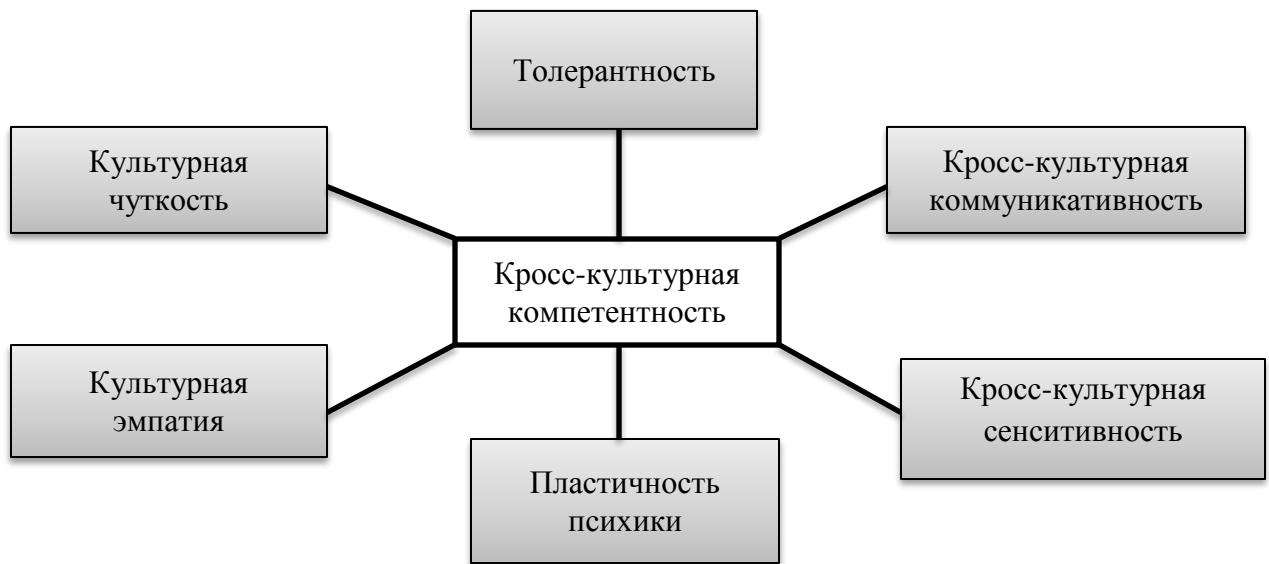 Толерантность
Культурная
чуткость
Кросс-культурная
коммуникативность
Кросс-культурная
компетентность
Культурная
эмпатия
Кросс-культурная
сенситивность
Пластичность
психики